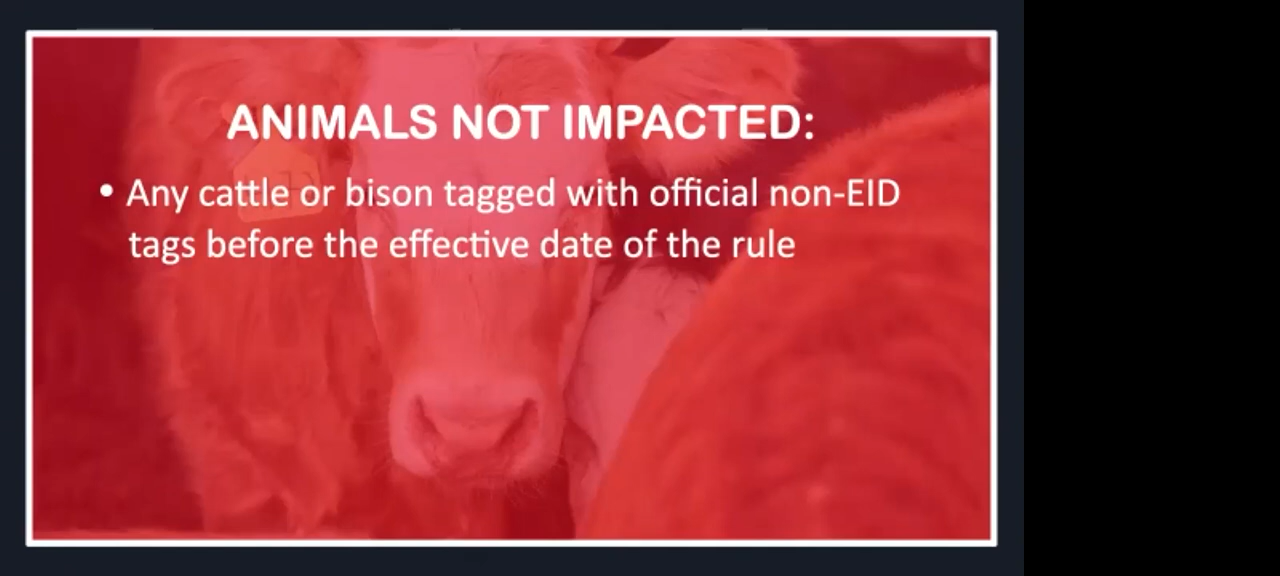 ANIMALS NOT IMPACTED:
• Any cattle or bison tagged with official non-EID
tags before the effective date of the rule